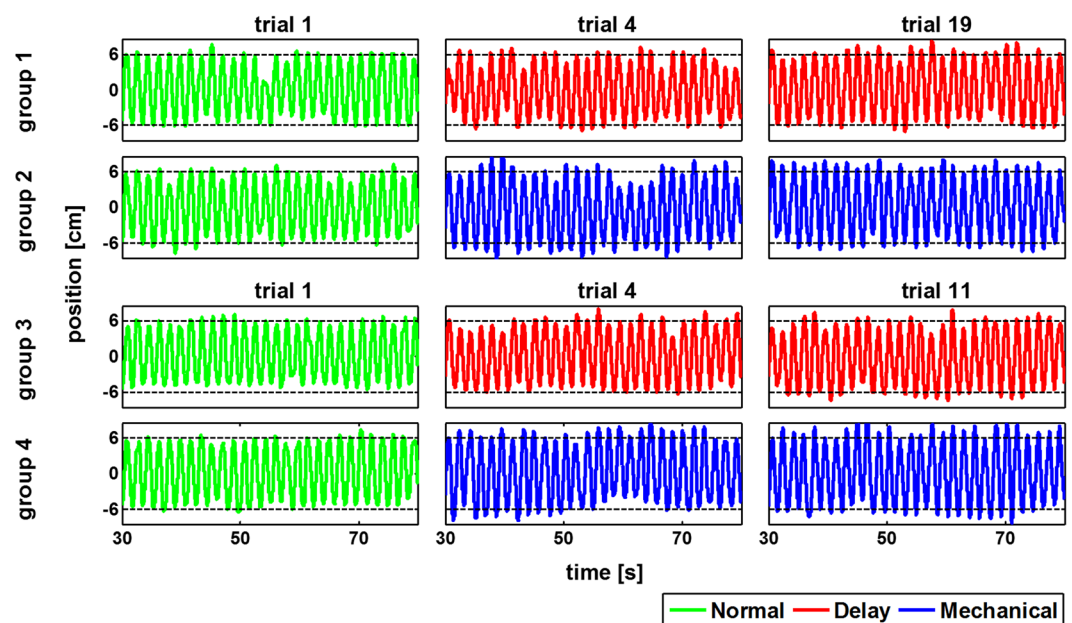 trial 1 trial 4 trial 19
group 1
6
0
-6
group 2
6
0
-6
position [cm]
trial 1 trial 4 trial 11
group 3
6
0
-6
group 4
6
0
-6
30 50 70 30 50 70 30 50 70
time [s]
Normal Delay Mechanical